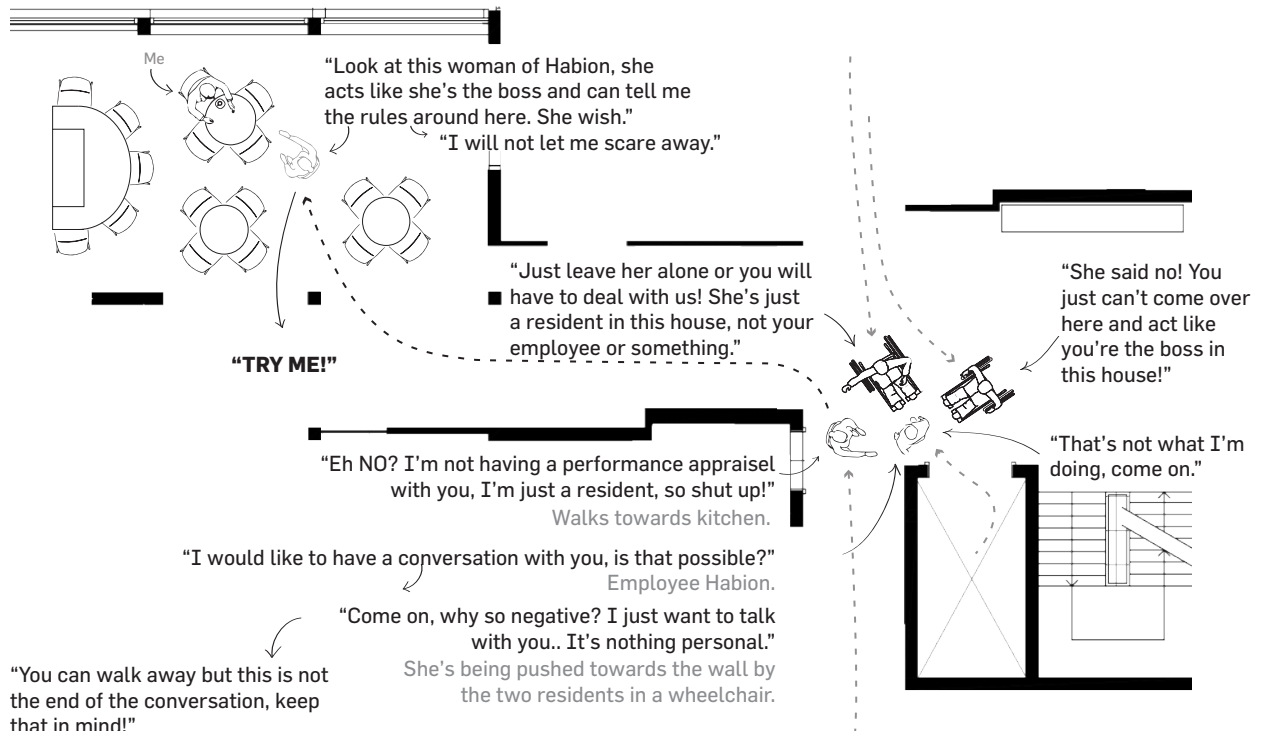 Me
“Look at this woman of Habion, she
acts like she’s the boss and can tell me
the rules around here. She wish.”
“I will not let me scare away.”
“Just leave her alone or you will
have to deal with us! She’s just
a resident in this house, not your
employee or something.”
“She said no! You
just can’t come over
here and act like
you’re the boss in
this house!”
“TRY ME!”
“That’s not what I’m
doing, come on.”
“Eh NO? I’m not having a performance appraisel
with you, I’m just a resident, so shut up!”
Walks towards kitchen.
“I would like to have a conversation with you, is that possible?”
Employee Habion.
“Come on, why so negative? I just want to talk
with you.. It’s nothing personal.”
She’s being pushed towards the wall by
the two residents in a wheelchair.
“You can walk away but this is not
the end of the conversation, keep
that in mind!”